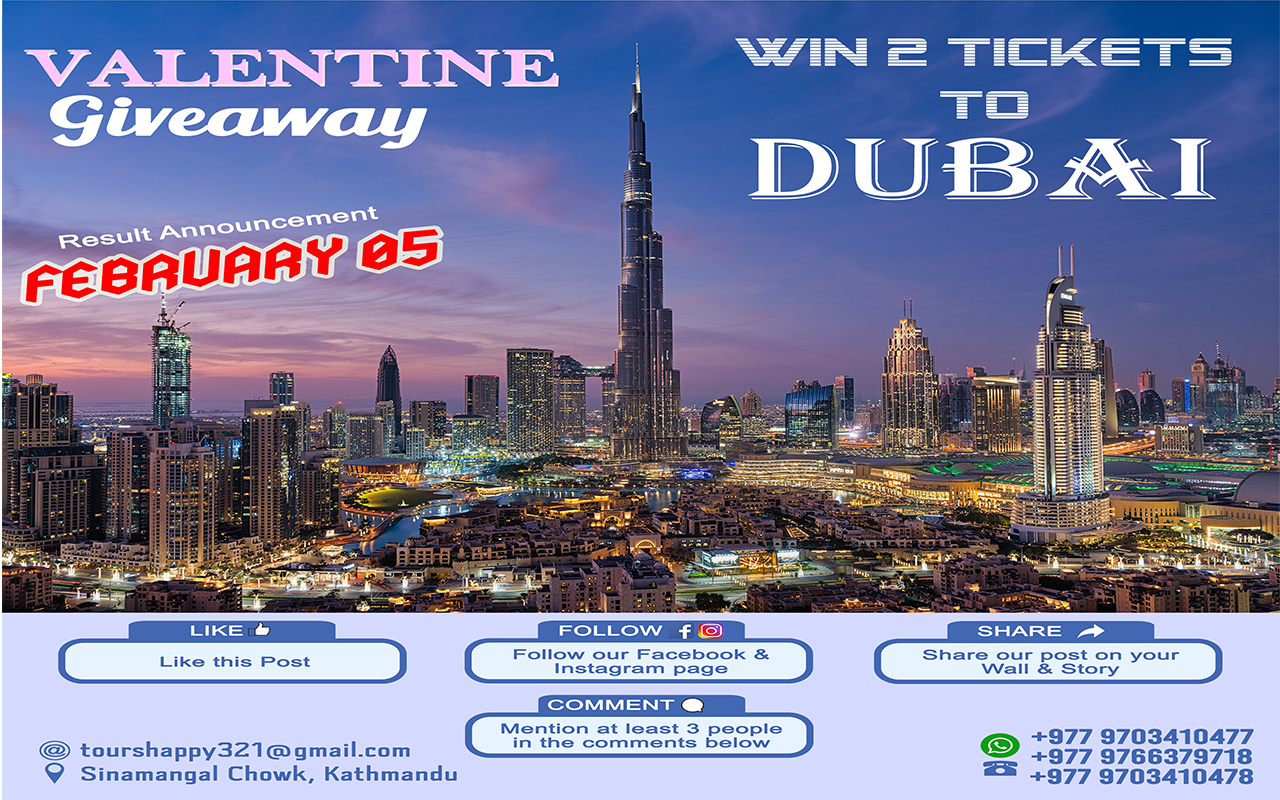 VALENTINE
Giveaway
WIN 2 TICKETS
TO
DUBAI
Result Announcement
FEBRUARY 05
LIKE
Like this Post
FOLLOW
Follow our Facebook &
Instagram page
SHARE
Share our post on your
Wall & Story
COMMENT
Mention at least 3 people
in the comments below
@ tourshappy321@gmail.com
Sinamangal Chowk, Kathmandu
+977 9703410477
+977 9766379718
+977 9703410478